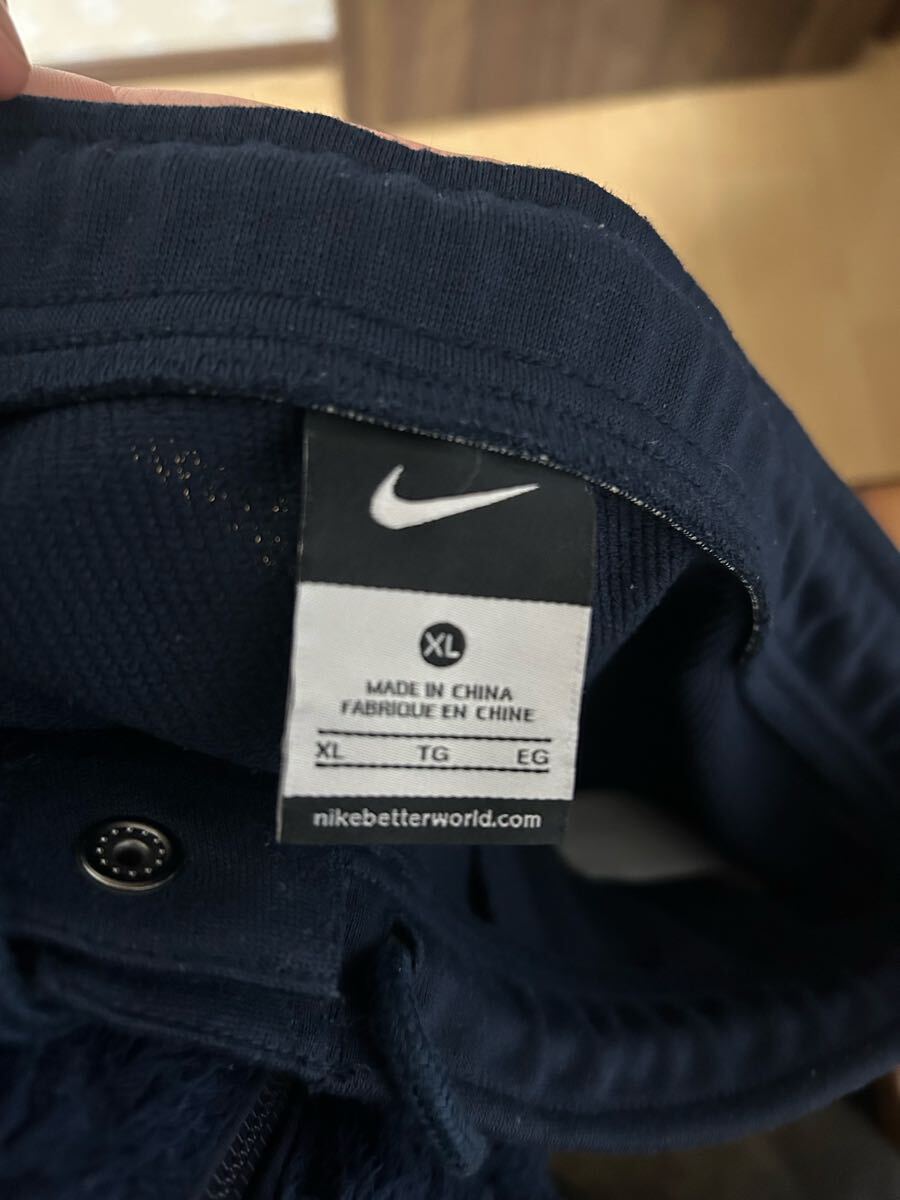 XL
MADE IN CHINA
FABRIQUE EN CHINE
XL TG EG
nikebetterworld.com